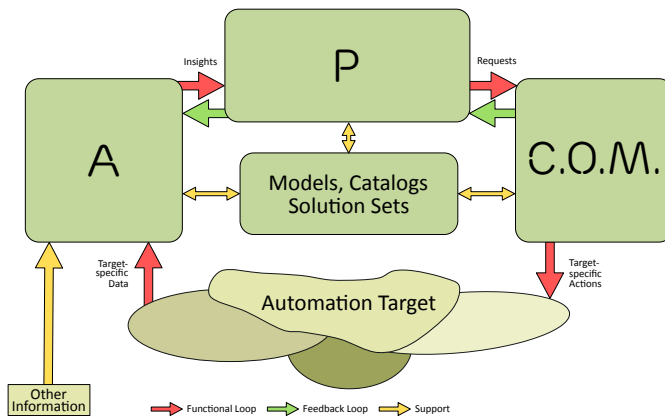 Insights
P
Requests
A
C.O.M.
Models, Catalogs
Solution Sets
Target-
specific
Data
Target-
specific
Actions
Automation Target
Other
Information
Functional Loop
Feedback Loop
Support